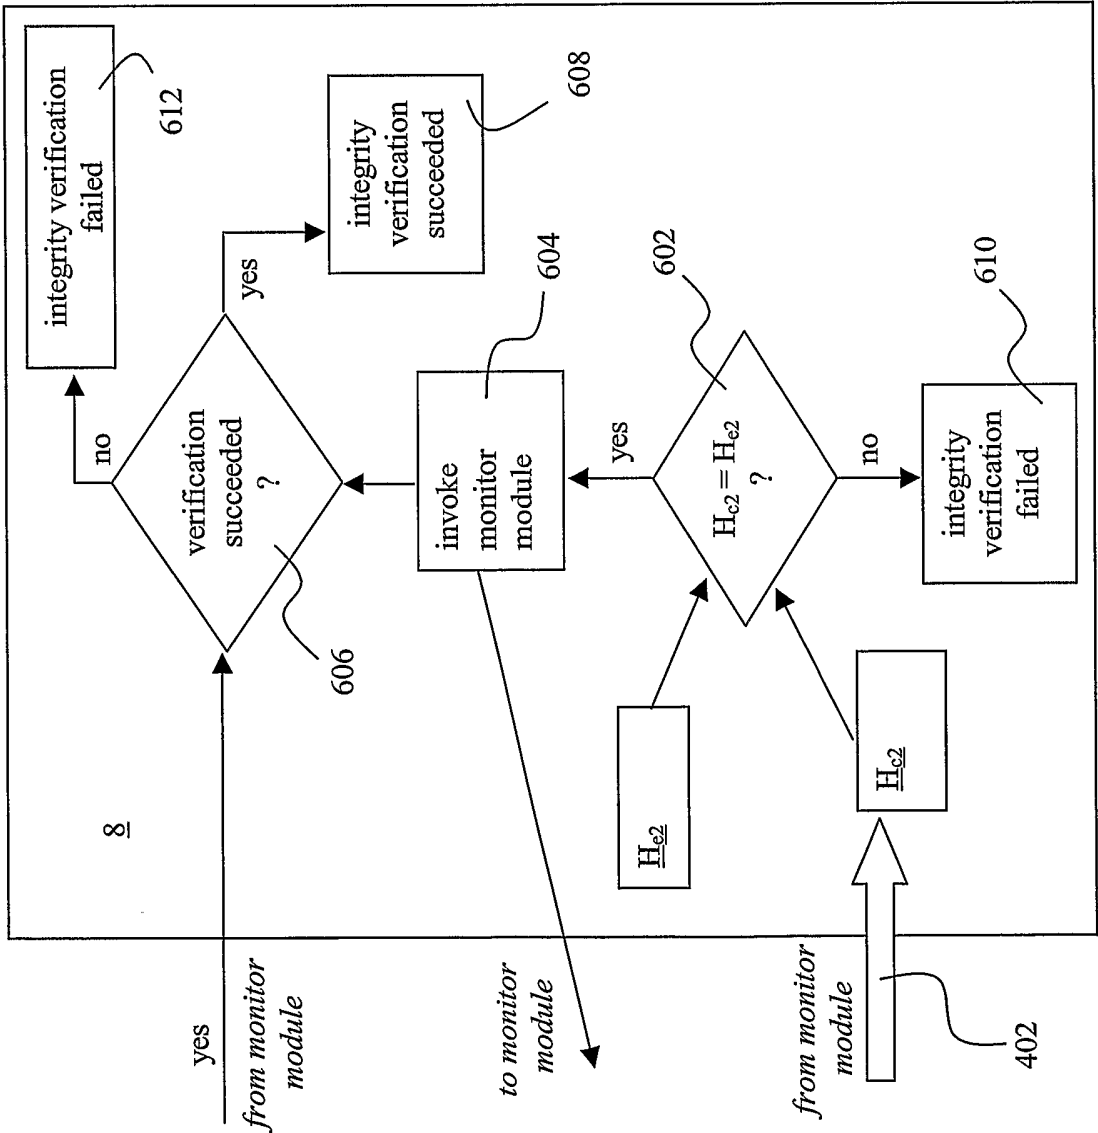 8
integrity verification
failed
612
no
verification
succeeded
?
606
yes
integrity
verification
succeeded
608
yes
from monitor
module
invoke
monitor
module
604
to monitor
module
yes
H_c2 = H_e2
?
602
no
integrity
verification
failed
610
H_e2
H_c2
from monitor
module
402